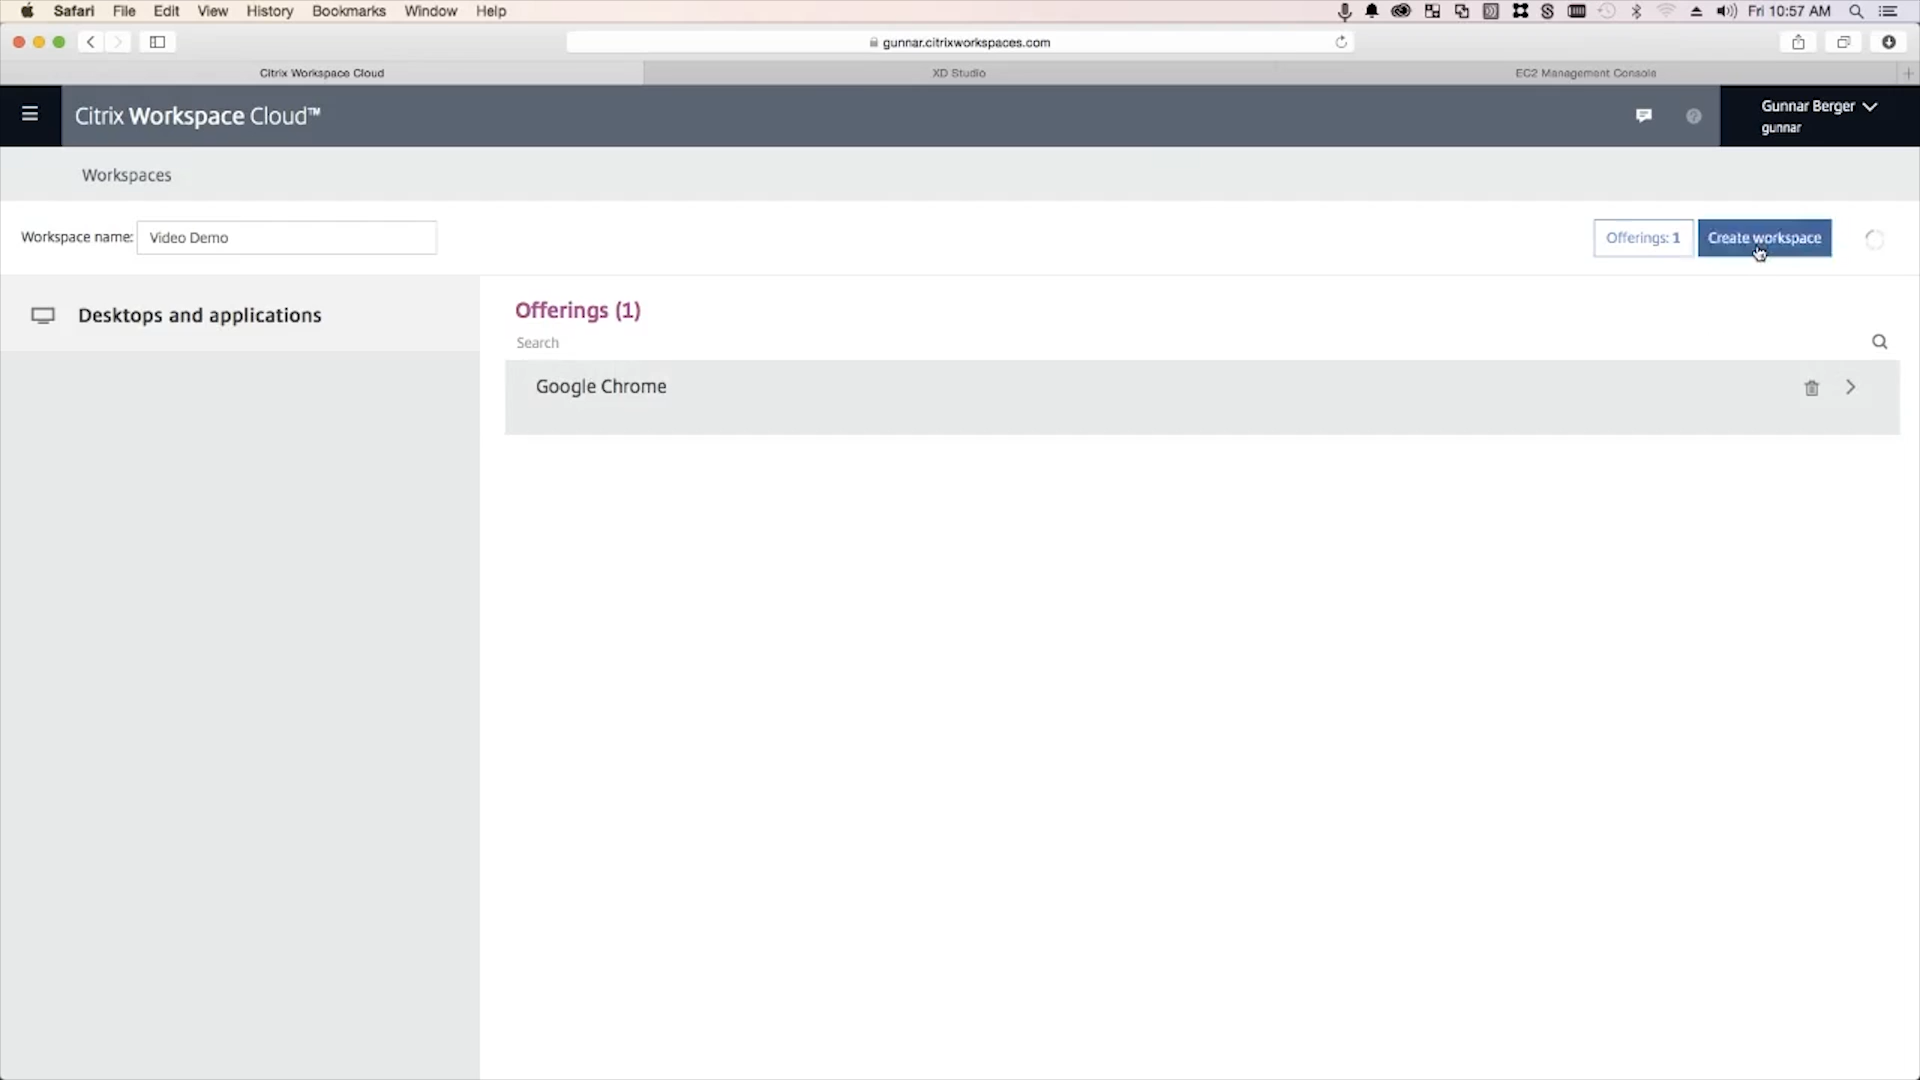 Safari File Edit View History Bookmarks Window Help Fri 10:57 AM
gunnar.citrixworkspaces.com
Citrix Workspace Cloud XD Studio EC2 Management Console
Citrix Workspace Cloud™
Gunnar Berger
gunnar
Workspaces
Workspace name: Video Demo Offerings: 1 Create workspace
Desktops and applications
Offerings (1)
Search
Google Chrome